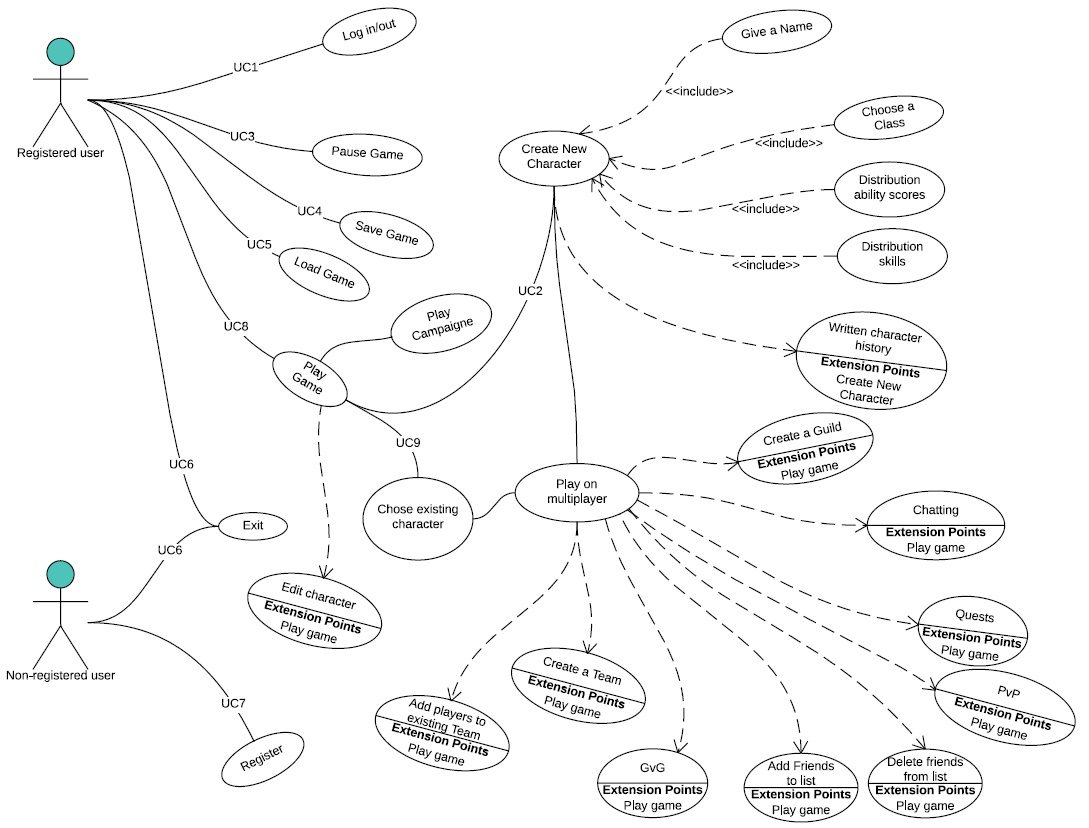 Registered user
UC1
Log in/out
UC3
Pause Game
UC4
Save Game
UC5
Load Game
UC8
Play
Game
Play
Campaigne
UC2
UC9
Chose existing
character
Edit character
Extension Points
Play game
UC6
Exit
UC6
Non-registered user
UC7
Register
Create New
Character
Give a Name
<<include>>
Choose a
Class
<<include>>
Distribution
ability scores
<<include>>
Distribution
skills
<<include>>
Written character
history
Extension Points
Create New
Character
Play on
multiplayer
Create a Guild
Extension Points
Play game
Chatting
Extension Points
Play game
Quests
Extension Points
Play game
PvP
Extension Points
Play game
Delete friends
from list
Extension Points
Play game
Add Friends
to list
Extension Points
Play game
GvG
Extension Points
Play game
Create a Team
Extension Points
Play game
Add players to
existing Team
Extension Points
Play game